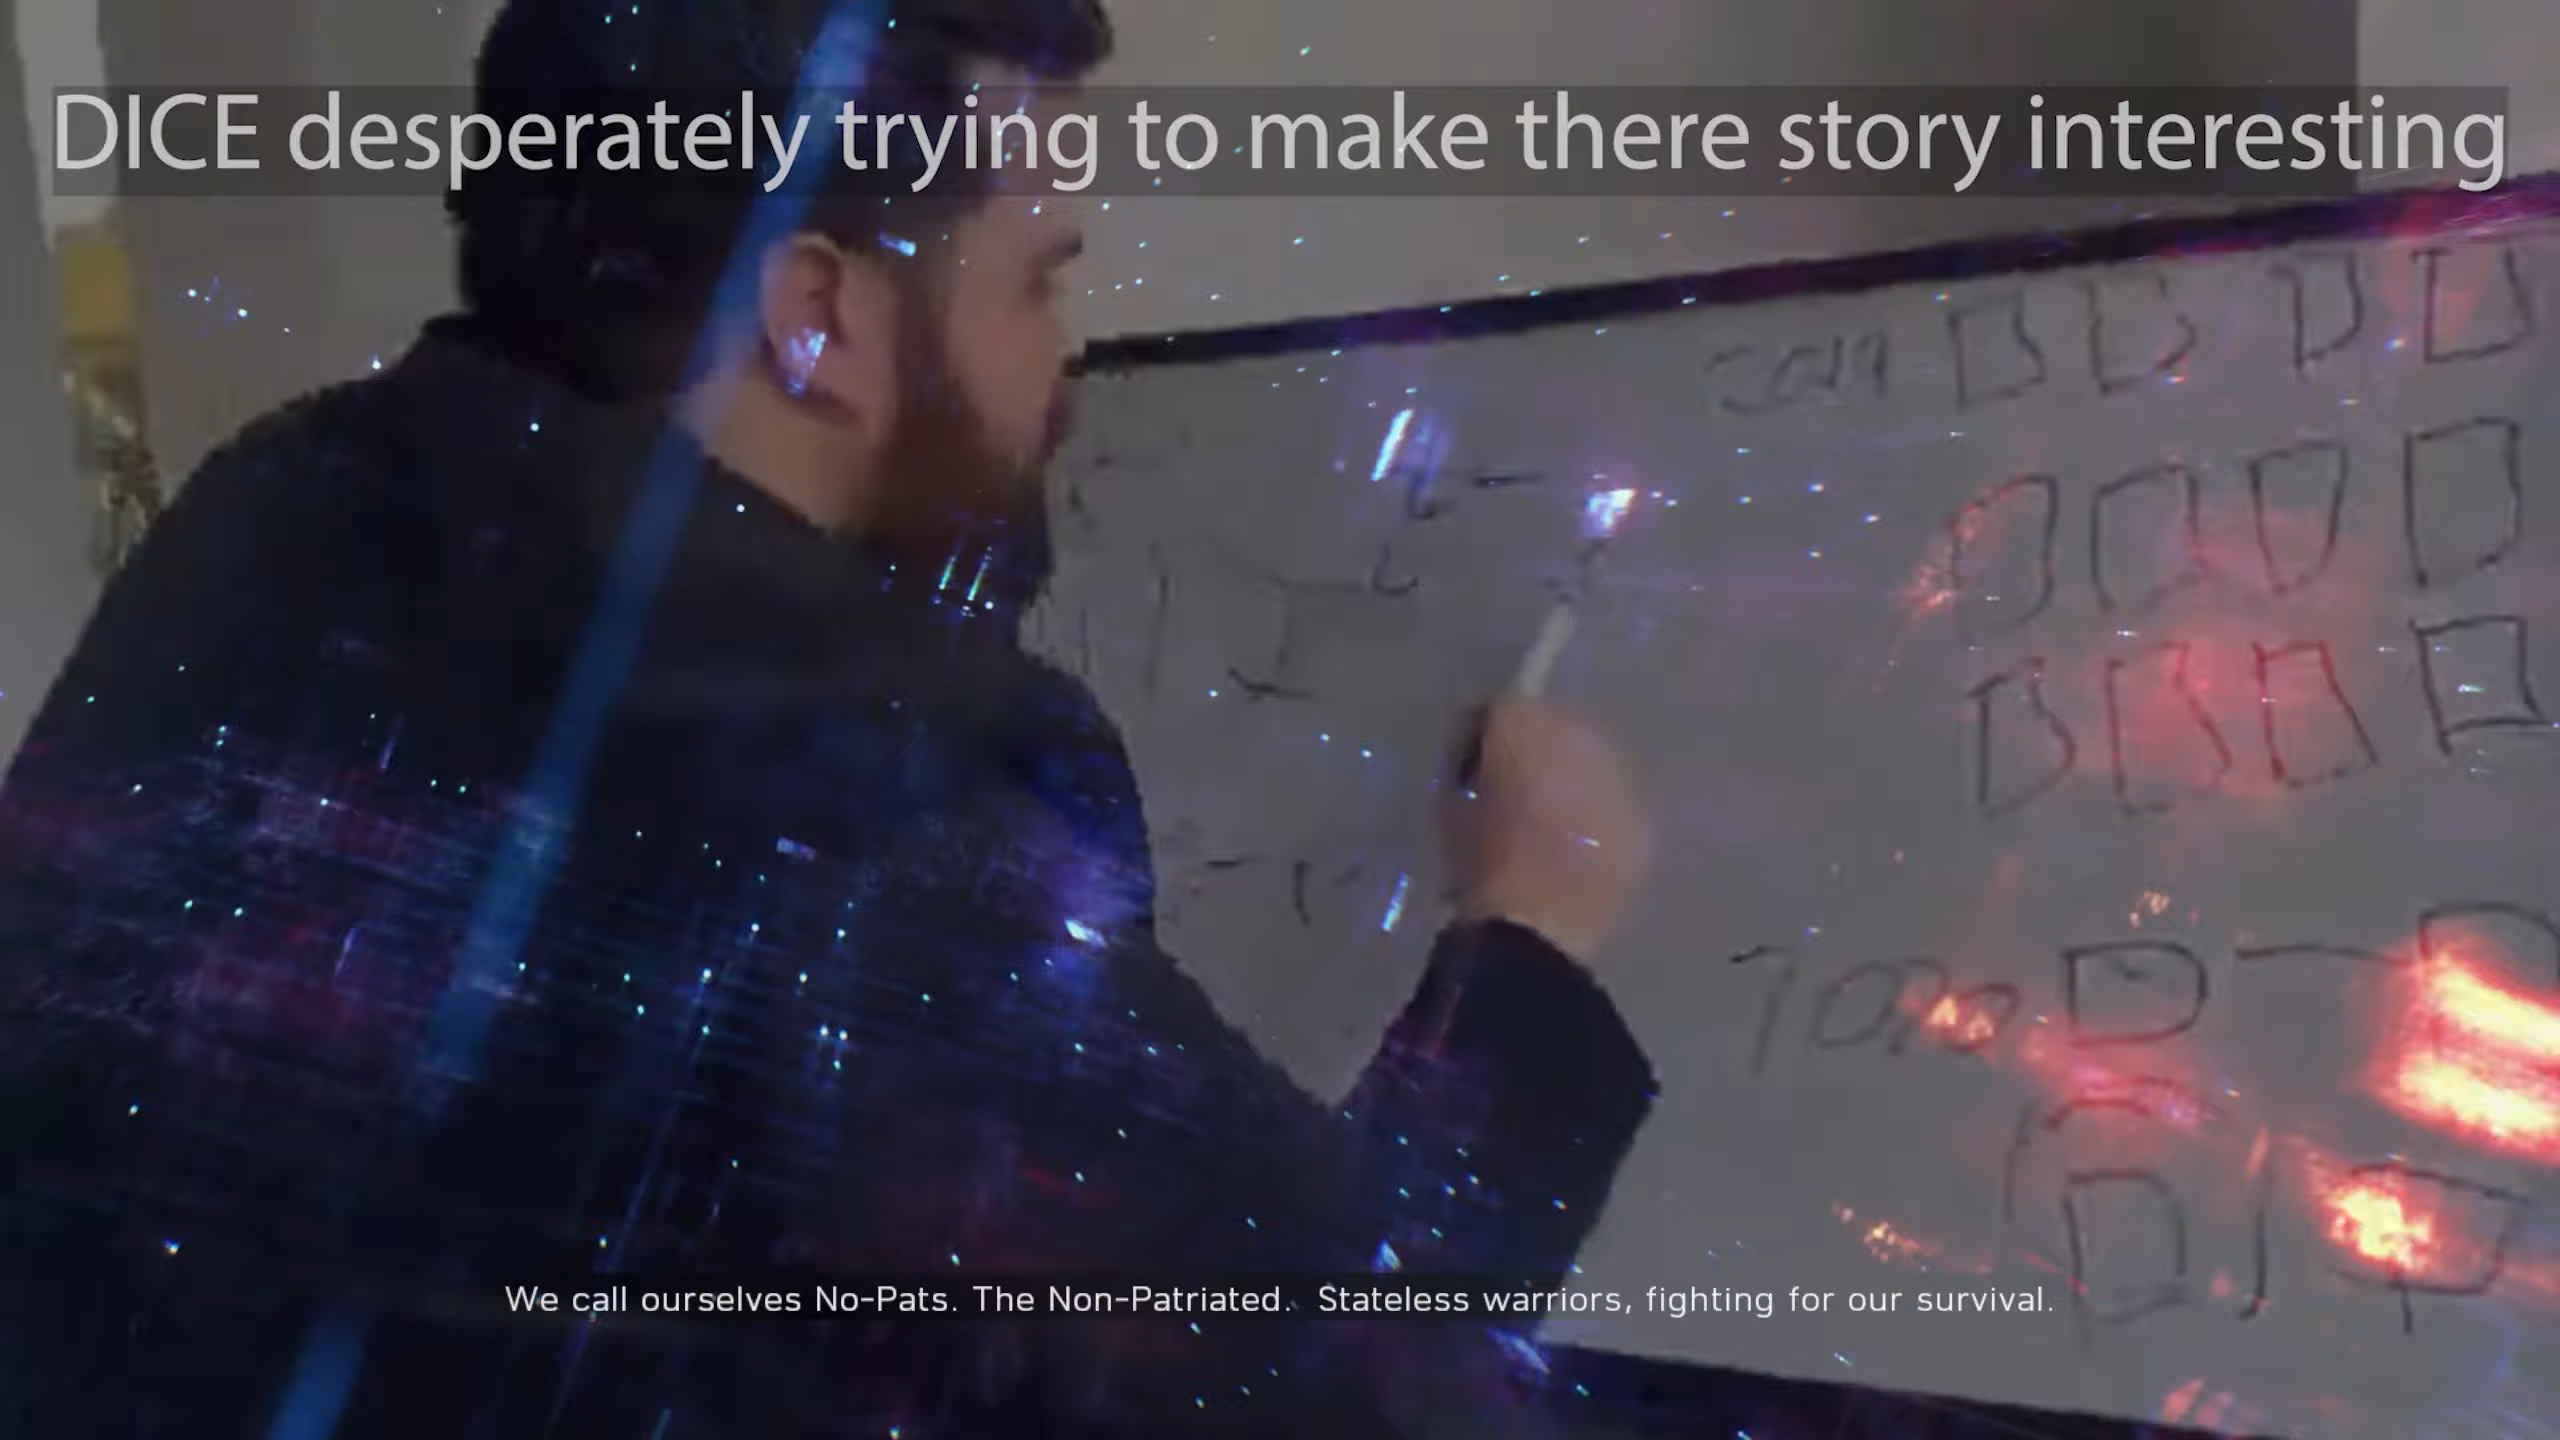 DICE desperately trying to make there story interesting
We call ourselves No-Pats. The Non-Patriated. Stateless warriors, fighting for our survival.